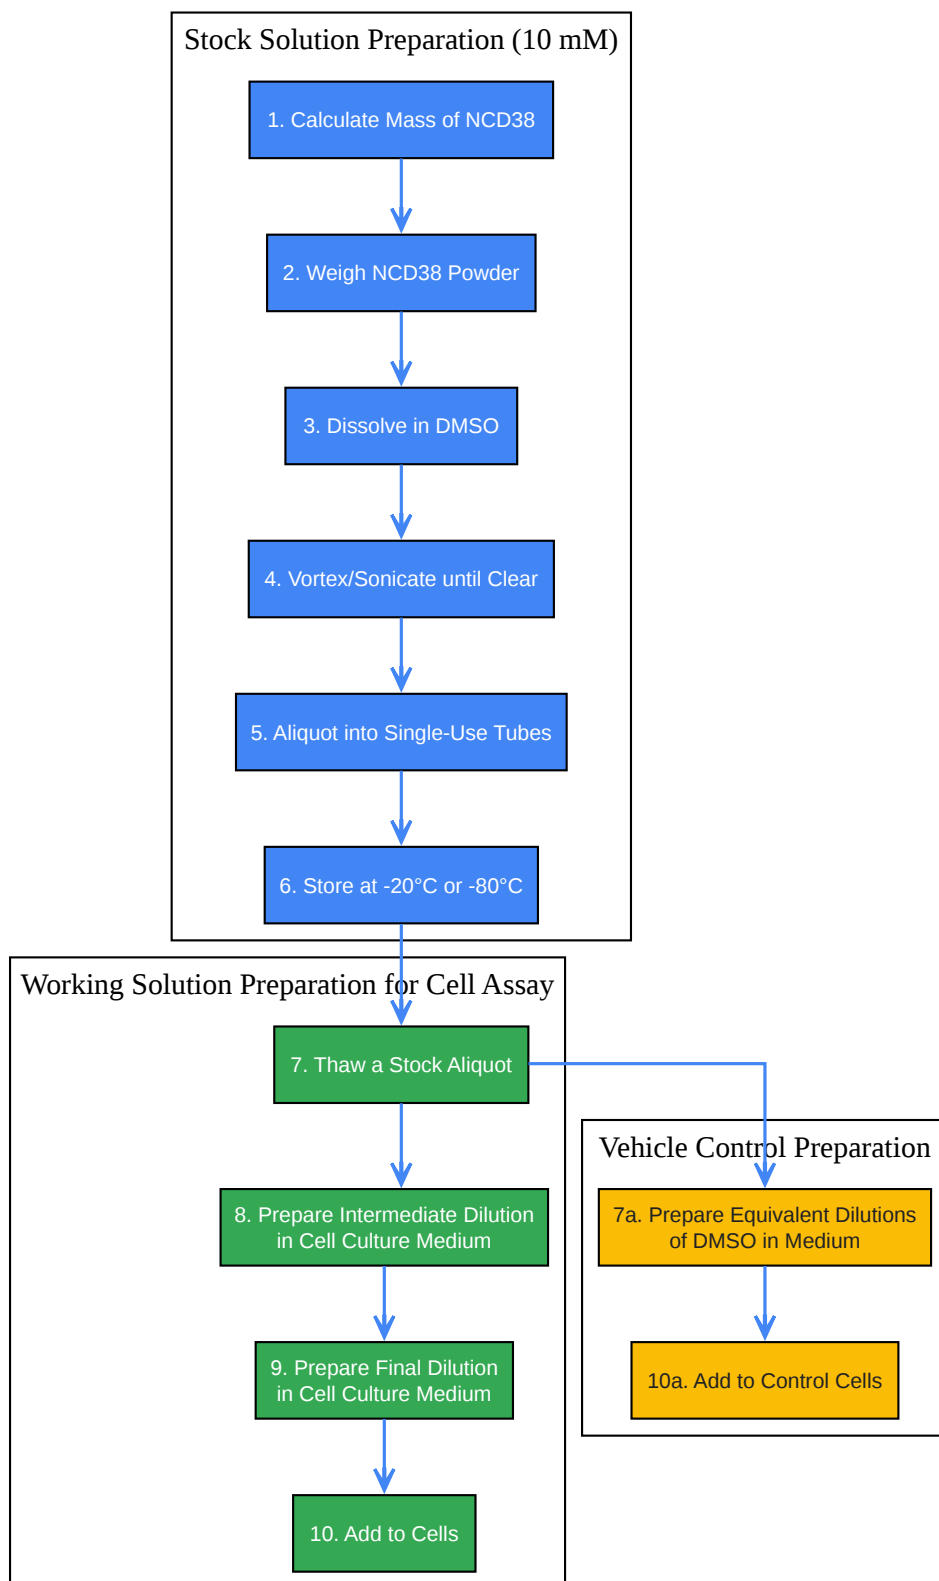 Stock Solution Preparation (10 mM)
1. Calculate Mass of NCD38
2. Weigh NCD38 Powder
3. Dissolve in DMSO
4. Vortex/Sonicate until Clear
5. Aliquot into Single-Use Tubes
6. Store at -20°C or -80°C
Working Solution Preparation for Cell Assay
7. Thaw a Stock Aliquot
8. Prepare Intermediate Dilution
in Cell Culture Medium
9. Prepare Final Dilution
in Cell Culture Medium
10. Add to Cells
Vehicle Control Preparation
7a. Prepare Equivalent Dilutions
of DMSO in Medium
10a. Add to Control Cells